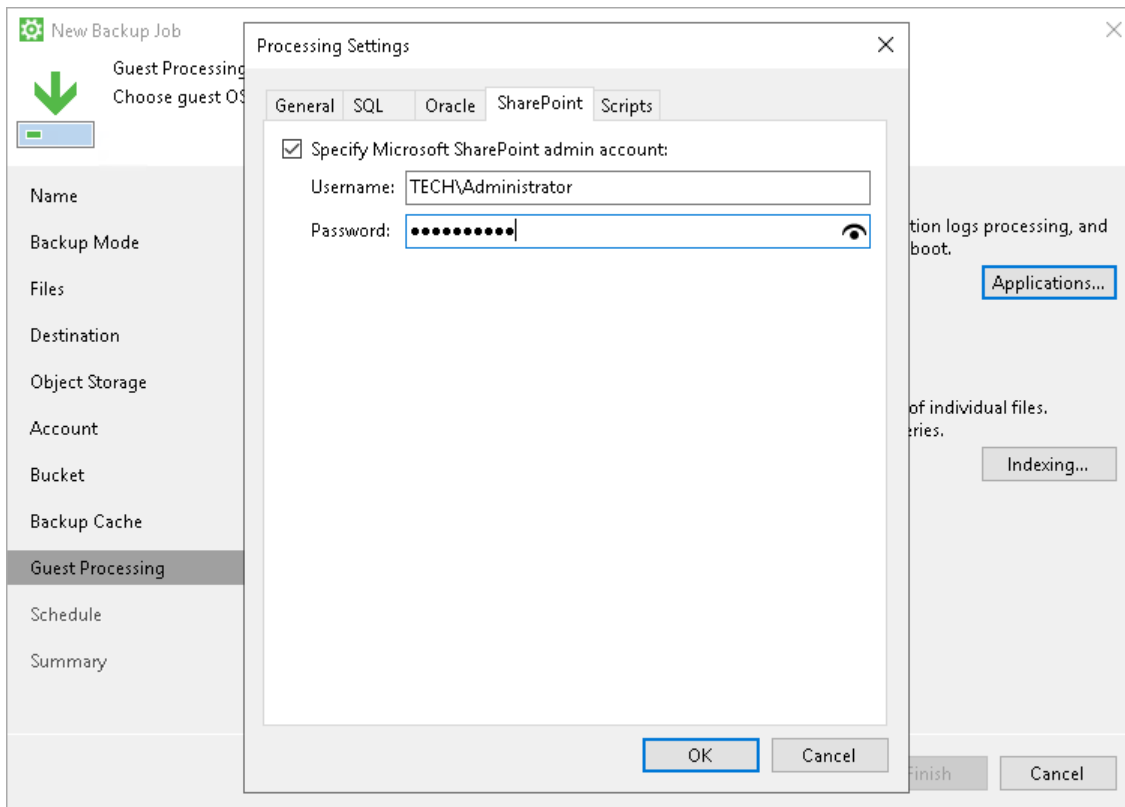 New Backup Job
Guest Processing
Choose guest OS
Name
Backup Mode
Files
Destination
Object Storage
Account
Bucket
Backup Cache
Guest Processing
Schedule
Summary
Processing Settings
General SQL Oracle SharePoint Scripts
Specify Microsoft SharePoint admin account:
Username: TECH\Administrator
Password: ●●●●●●●●●●
OK Cancel
tion logs processing, and
boot.
Applications...
of individual files.
eries.
Indexing...
Finish Cancel